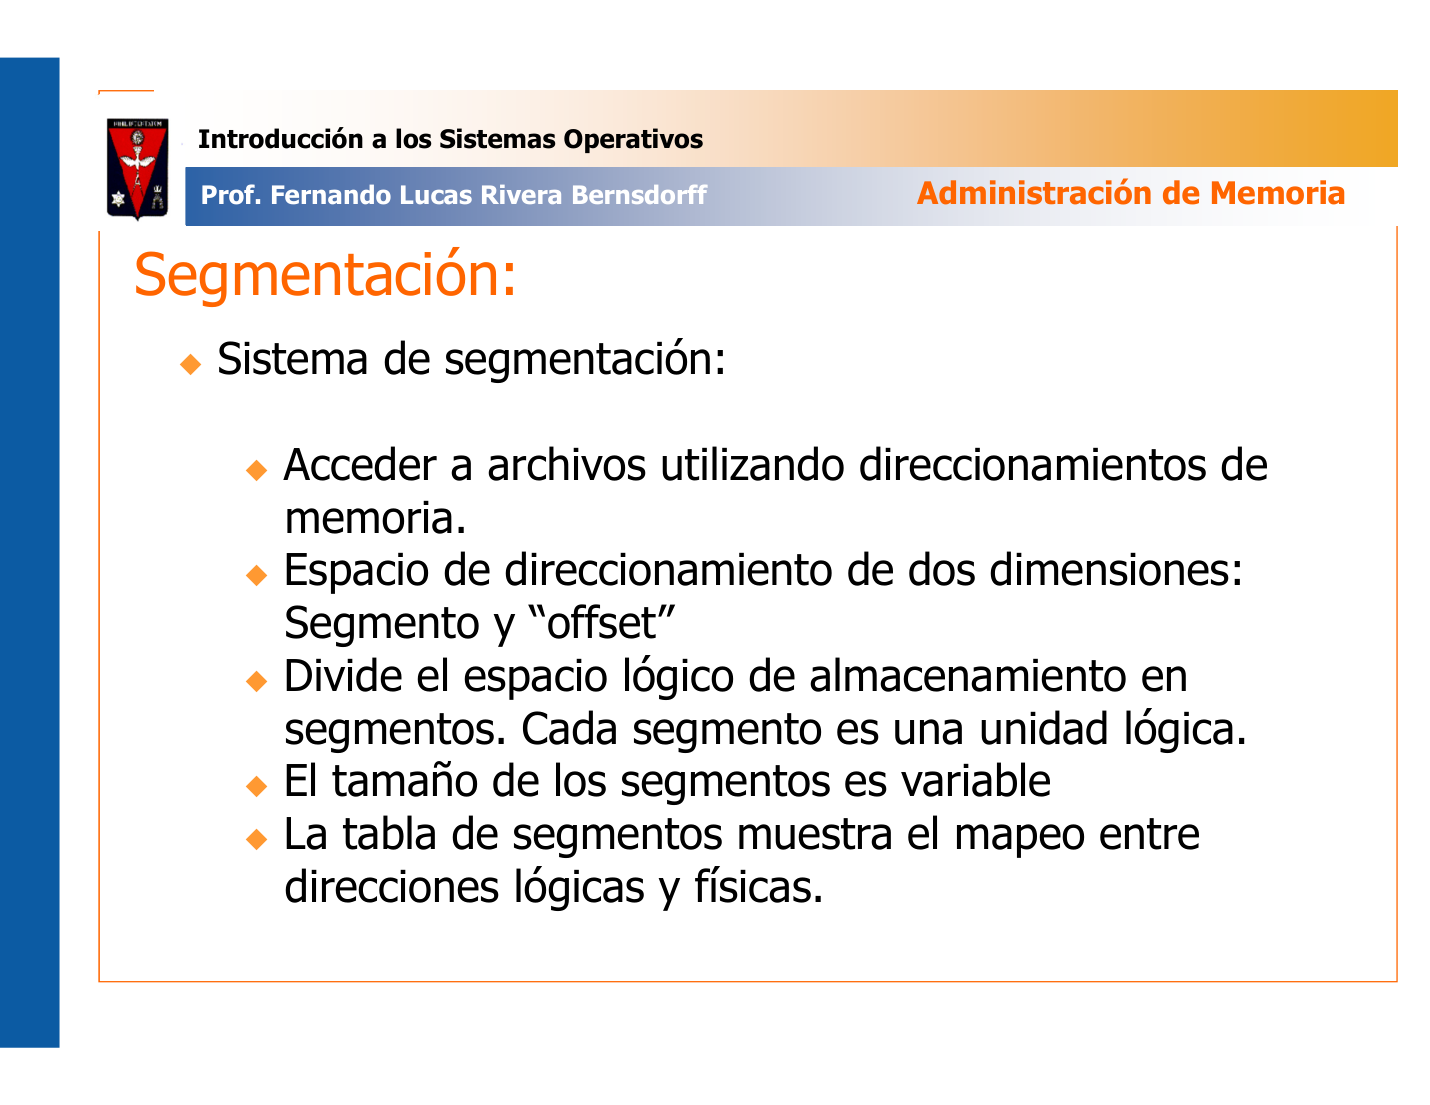 Introducción a los Sistemas Operativos
Prof. Fernando Lucas Rivera Bernsdorff
Administración de Memoria
Segmentación:
Sistema de segmentación:
Acceder a archivos utilizando direccionamientos de
memoria.
Espacio de direccionamiento de dos dimensiones:
Segmento y “offset”
Divide el espacio lógico de almacenamiento en
segmentos. Cada segmento es una unidad lógica.
El tamaño de los segmentos es variable
La tabla de segmentos muestra el mapeo entre
direcciones lógicas y físicas.